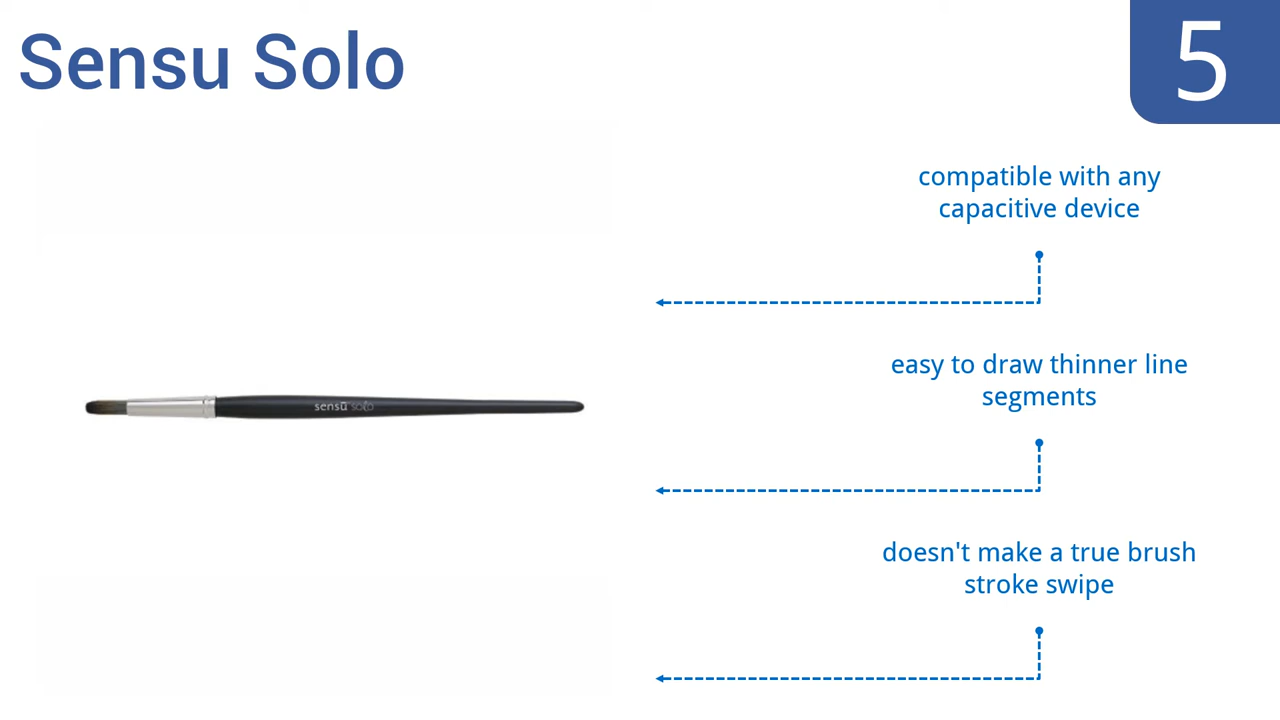 Sensu Solo
5
compatible with any
capacitive device
easy to draw thinner line
segments
sensu solo
doesn't make a true brush
stroke swipe